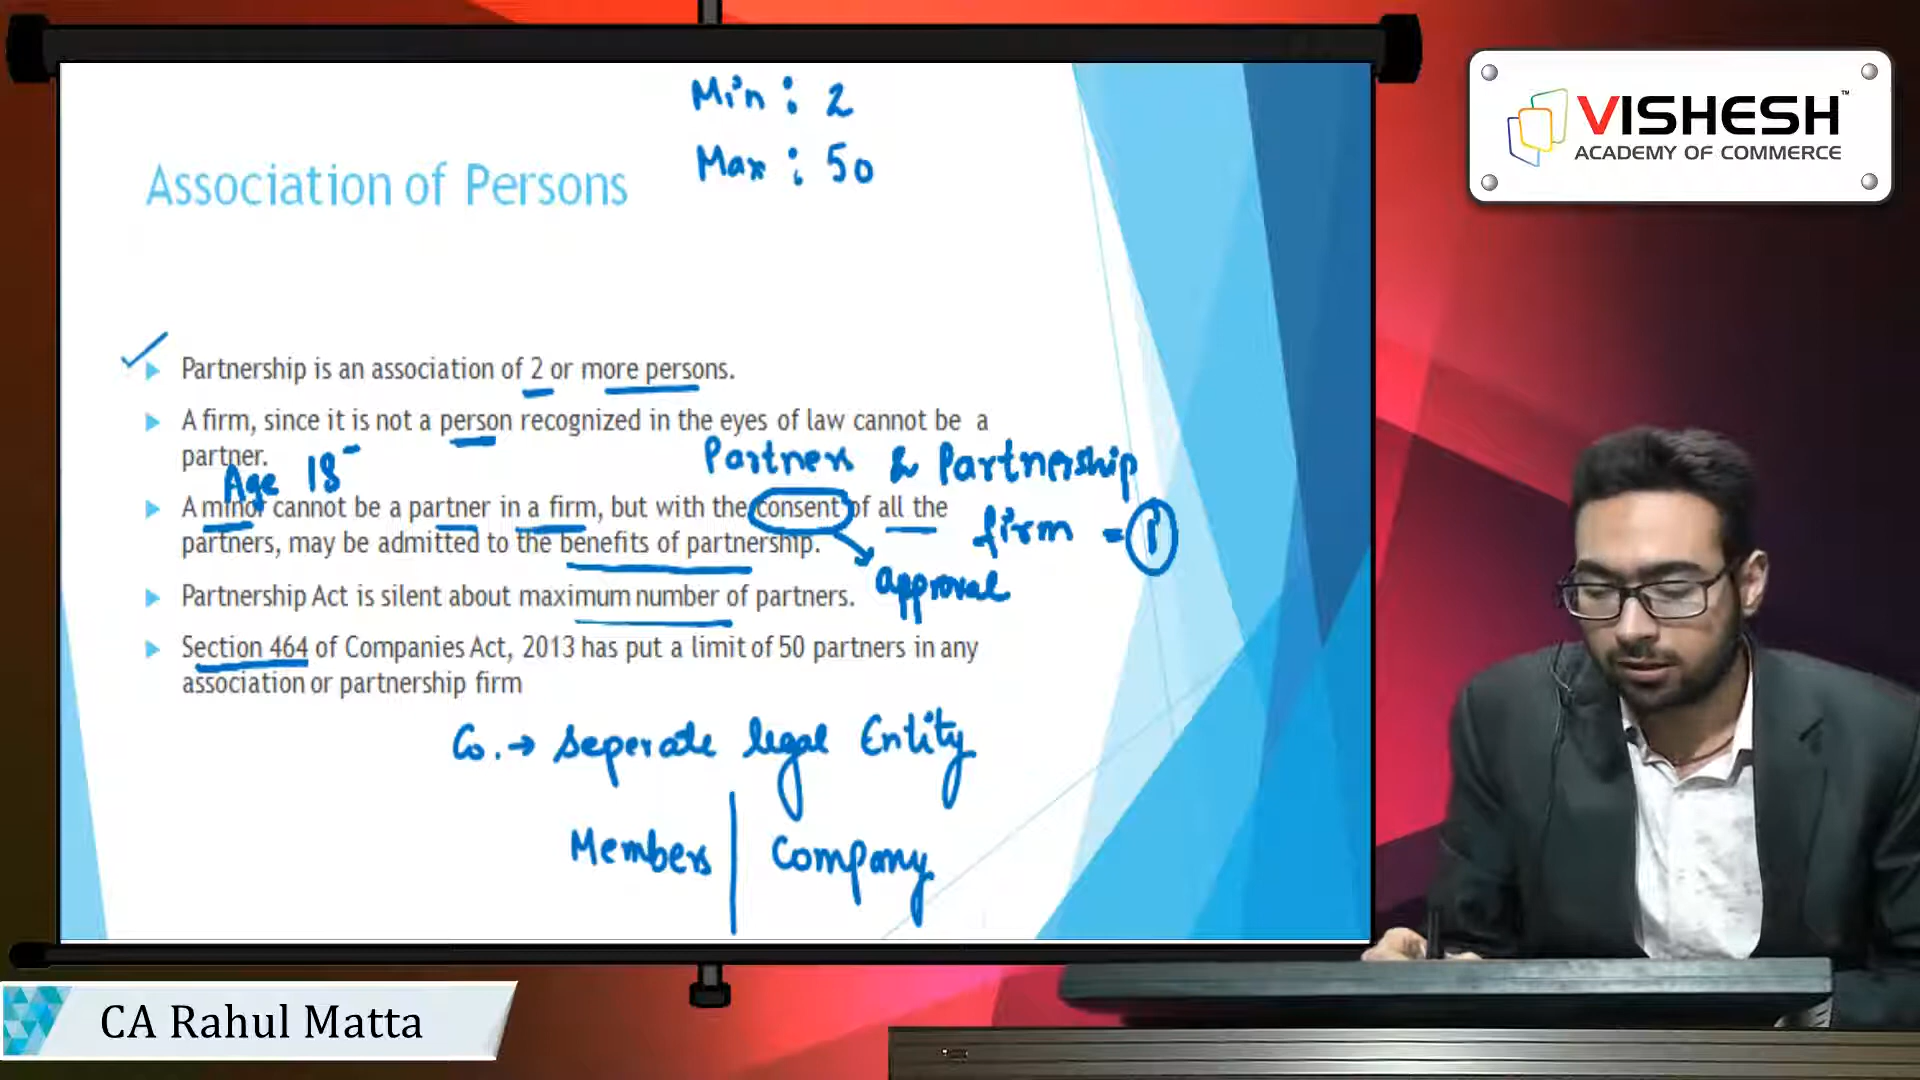 Min : 2
Max : 50
Association of Persons
Partnership is an association of 2 or more persons.
A firm, since it is not a person recognized in the eyes of law cannot be a
partner.
Age 18-
Partners & Partnership
firm = 1
A minor cannot be a partner in a firm, but with the consent of all the
partners, may be admitted to the benefits of partnership.
approval
Partnership Act is silent about maximum number of partners.
Section 464 of Companies Act, 2013 has put a limit of 50 partners in any
association or partnership firm
Co. → Seperate legal Entity
Members | Company
VISHESH™
ACADEMY OF COMMERCE
CA Rahul Matta